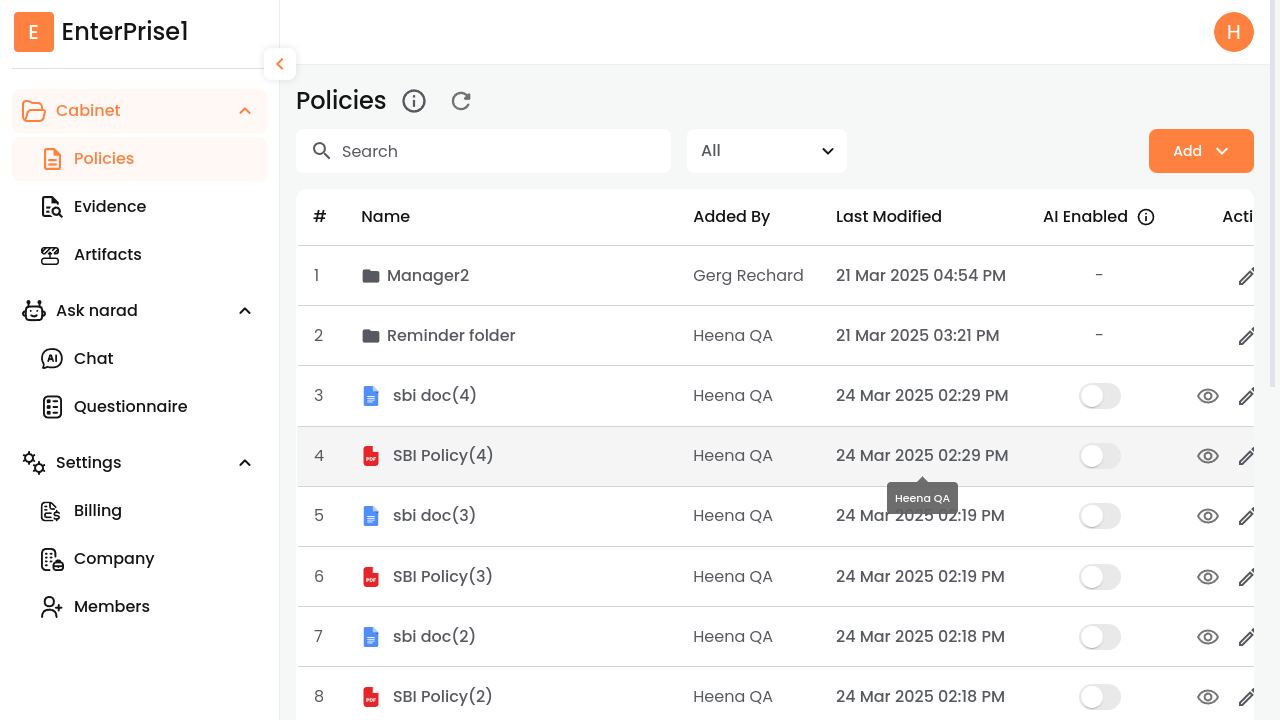 E EnterPrise1
H
Cabinet
Policies
Evidence
Artifacts
Ask narad
Chat
Questionnaire
Settings
Billing
Company
Members
Policies
Search
All
Add
# Name Added By Last Modified AI Enabled Acti
1 Manager2 Gerg Rechard 21 Mar 2025 04:54 PM -
2 Reminder folder Heena QA 21 Mar 2025 03:21 PM -
3 sbi doc(4) Heena QA 24 Mar 2025 02:29 PM
4 SBI Policy(4) Heena QA 24 Mar 2025 02:29 PM
Heena QA
5 sbi doc(3) Heena QA 24 Mar 2025 02:19 PM
6 SBI Policy(3) Heena QA 24 Mar 2025 02:19 PM
7 sbi doc(2) Heena QA 24 Mar 2025 02:18 PM
8 SBI Policy(2) Heena QA 24 Mar 2025 02:18 PM